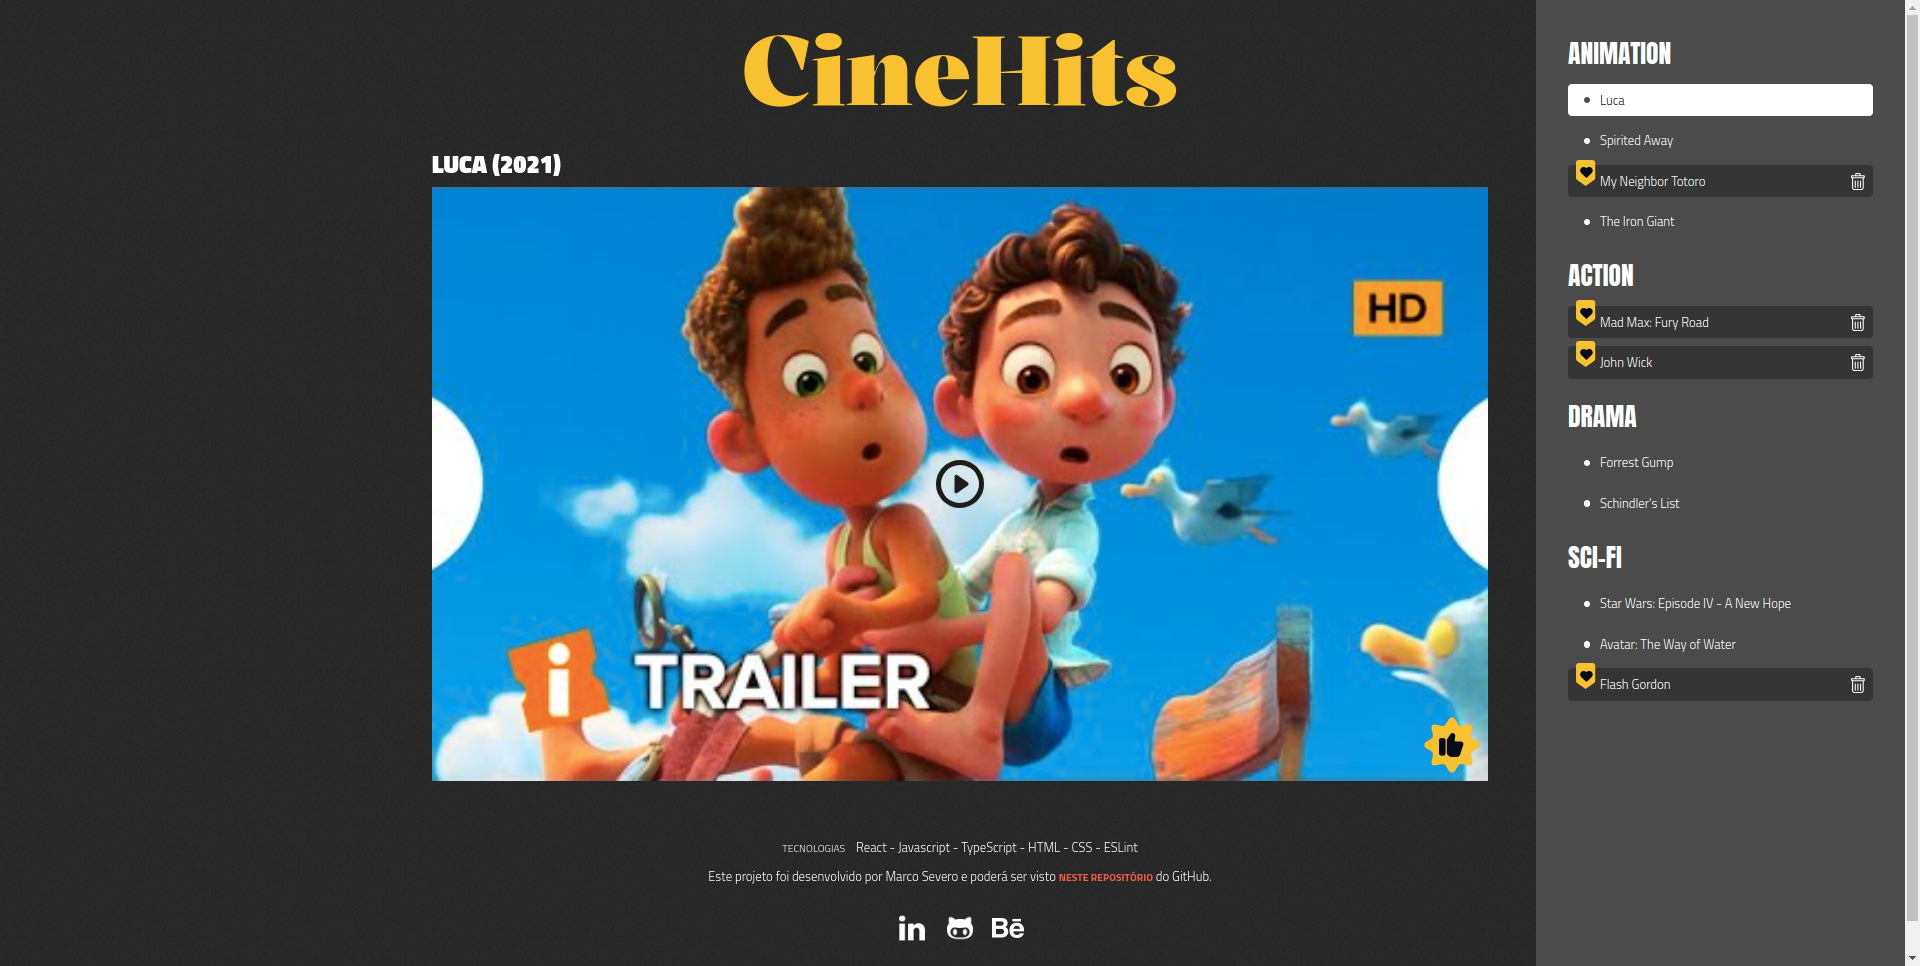 CineHits
LUCA (2021)
HD
i TRAILER
TECNOLOGIAS React - Javascript - TypeScript - HTML - CSS - ESLint
Este projeto foi desenvolvido por Marco Severo e poderá ser visto NESTE REPOSITÓRIO do GitHub.
in
Bē
ANIMATION
Luca
Spirited Away
My Neighbor Totoro
The Iron Giant
ACTION
Mad Max: Fury Road
John Wick
DRAMA
Forrest Gump
Schindler's List
SCI-FI
Star Wars: Episode IV - A New Hope
Avatar: The Way of Water
Flash Gordon